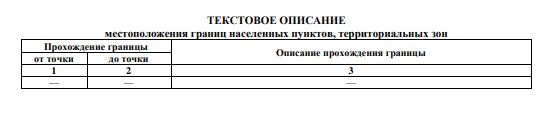 ТЕКСТОВОЕ ОПИСАНИЕ
местоположения границ населенных пунктов, территориальных зон
Прохождение границы
Описание прохождения границы
от точки до точки
1 2 3
— — —